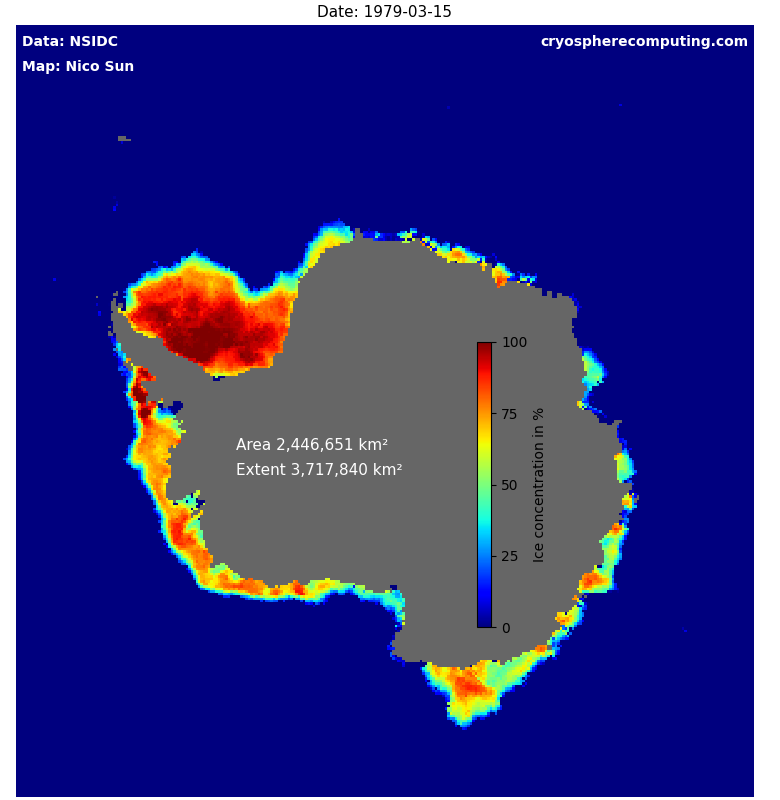 Date: 1979-03-15
Data: NSIDC
cryospherecomputing.com
Map: Nico Sun
100
75
50
25
0
Ice concentration in %
Area 2,446,651 km²
Extent 3,717,840 km²